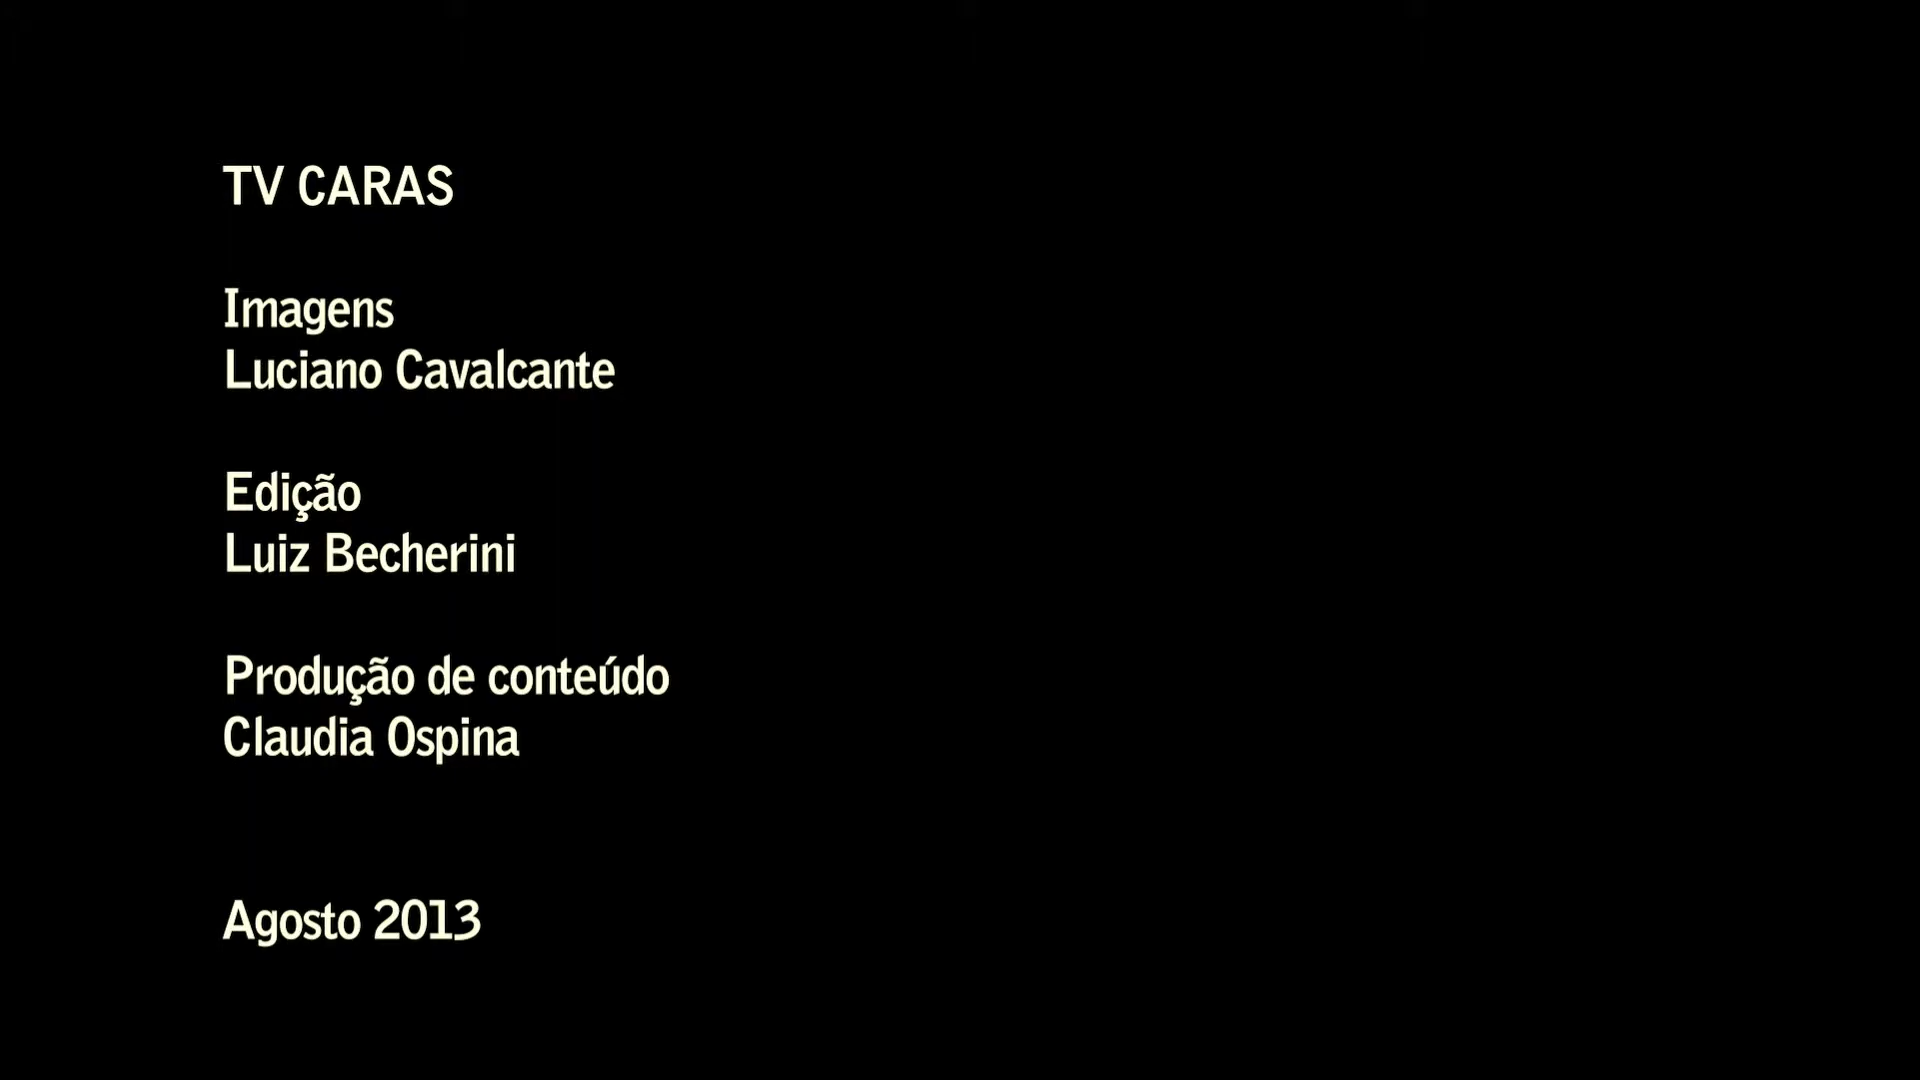 TV CARAS
Imagens
Luciano Cavalcante
Edição
Luiz Becherini
Produção de conteúdo
Claudia Ospina
Agosto 2013